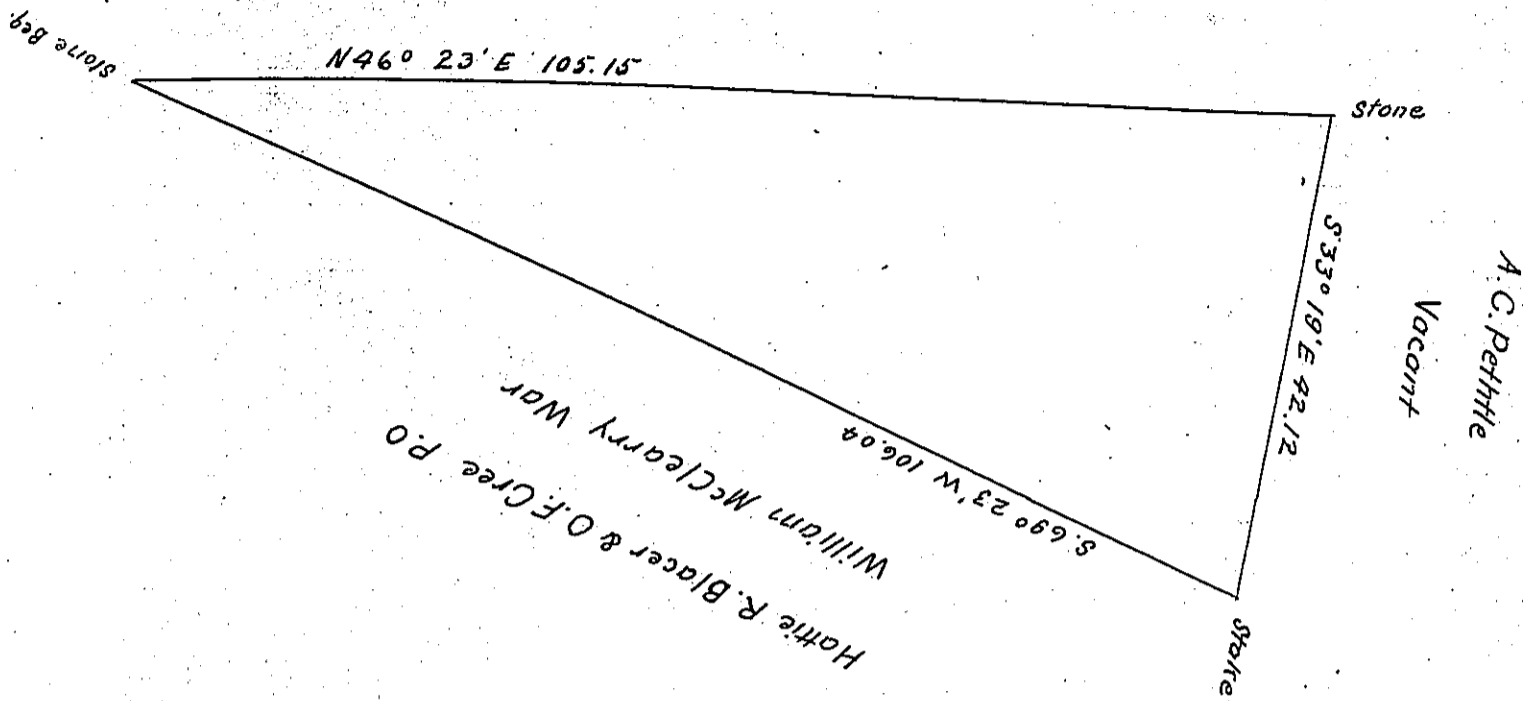 Stone Beg.
N46° 23' E 105.15
Stone
S33° 19' E 42.12
A. C. Pethtle
Vacant
Stake
S. 69° 23' W 106.04
William McClearry War
Hattie R. Blacer & O.F. Cree P.O